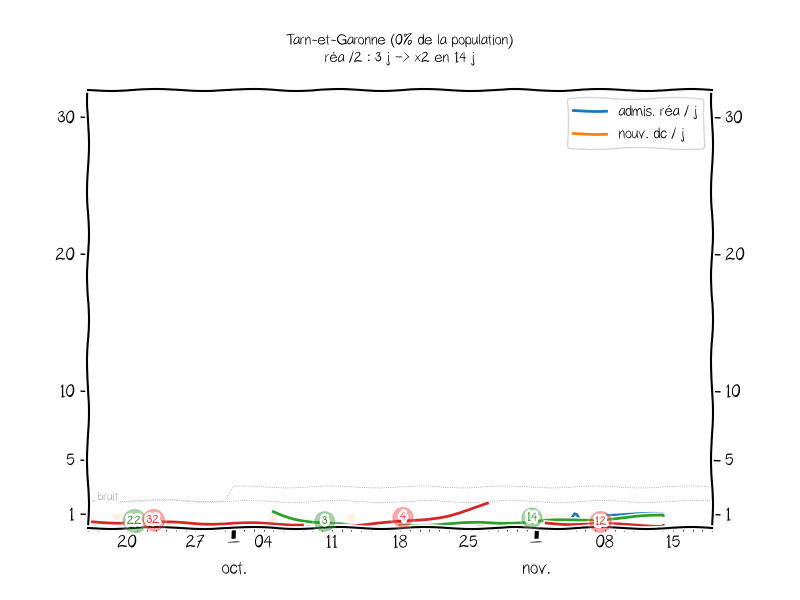 Tarn-et-Garonne (0% de la population)
réa /2 : 3 j -> x2 en 14 j
admis. réa / j
nouv. dc / j
30 30
20 20
10 10
5 5
bruit
1 22 32 3 4 14 12 1
20 27 04 11 18 25 08 15
oct. nov.